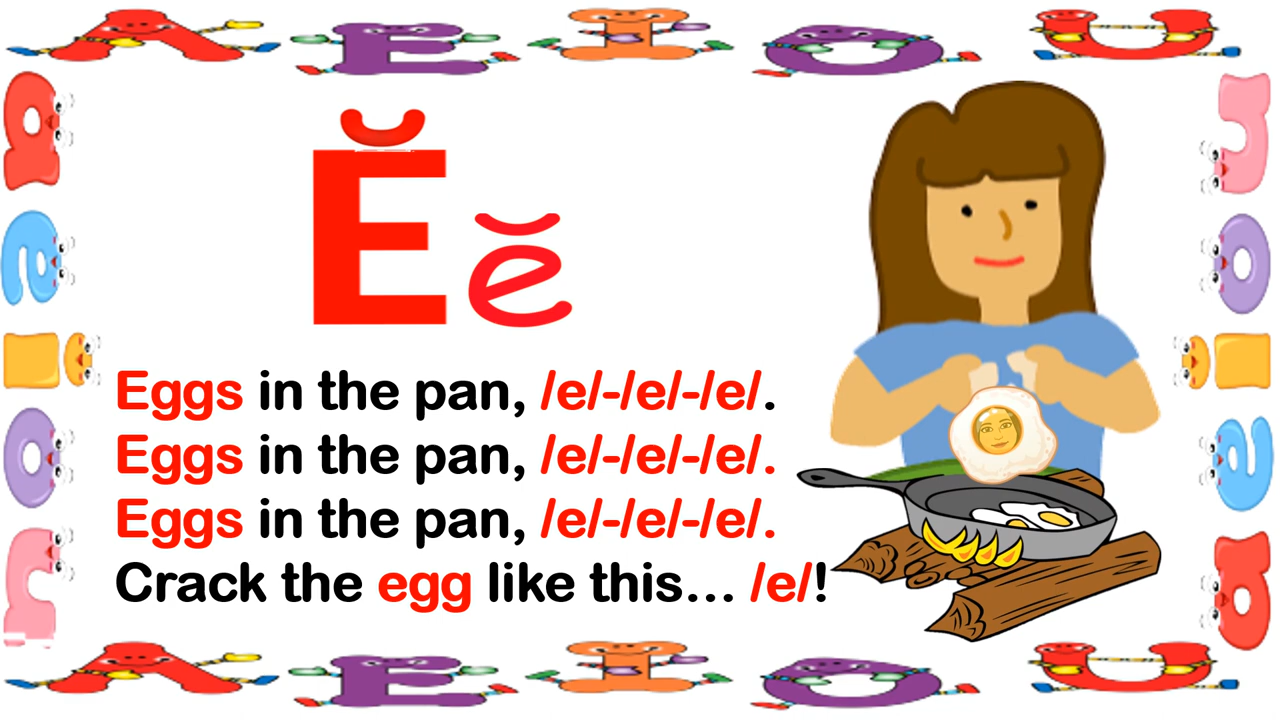 A E I O U
Ĕ ĕ
Eggs in the pan, /e/-/e/-/e/.
Eggs in the pan, /e/-/e/-/e/.
Eggs in the pan, /e/-/e/-/e/.
Crack the egg like this... /e/!
a
e
i
o
u
u
o
i
e
a
A E I O U